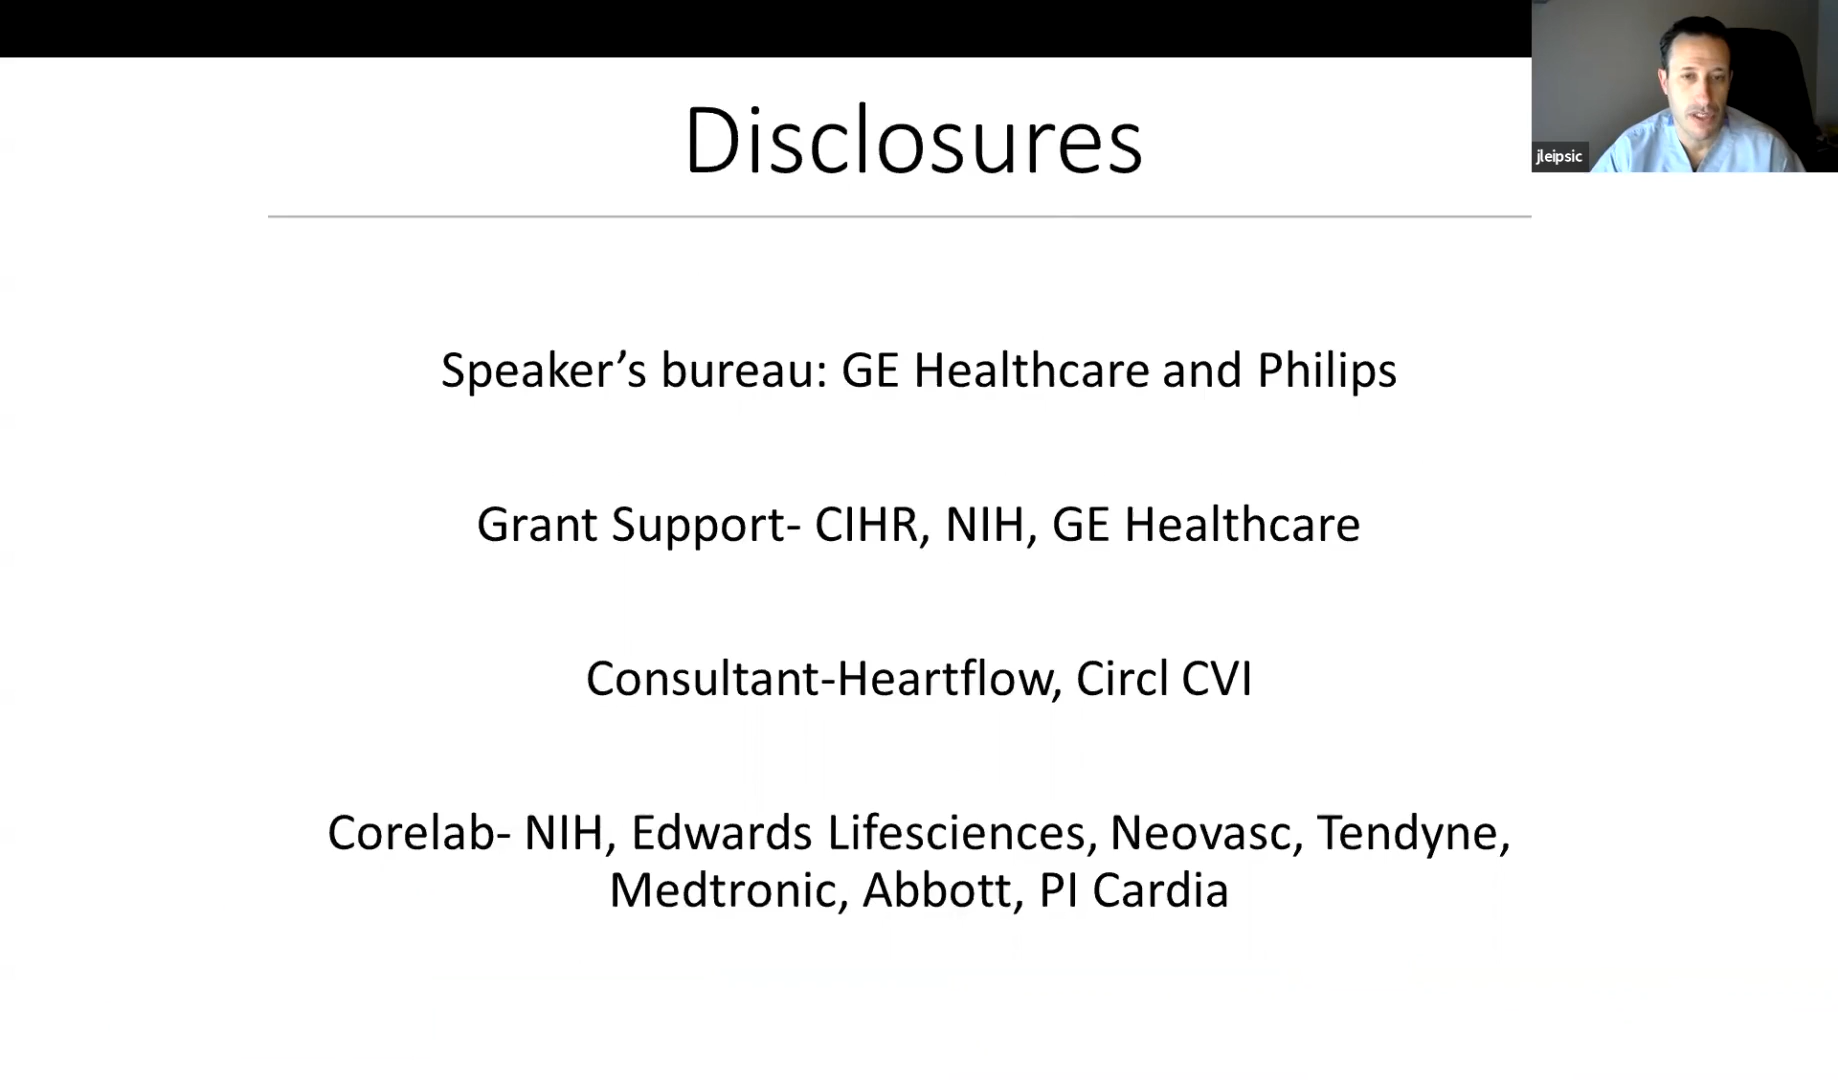 Disclosures
jleipsic
Speaker’s bureau: GE Healthcare and Philips
Grant Support- CIHR, NIH, GE Healthcare
Consultant-Heartflow, Circl CVI
Corelab- NIH, Edwards Lifesciences, Neovasc, Tendyne,
Medtronic, Abbott, PI Cardia